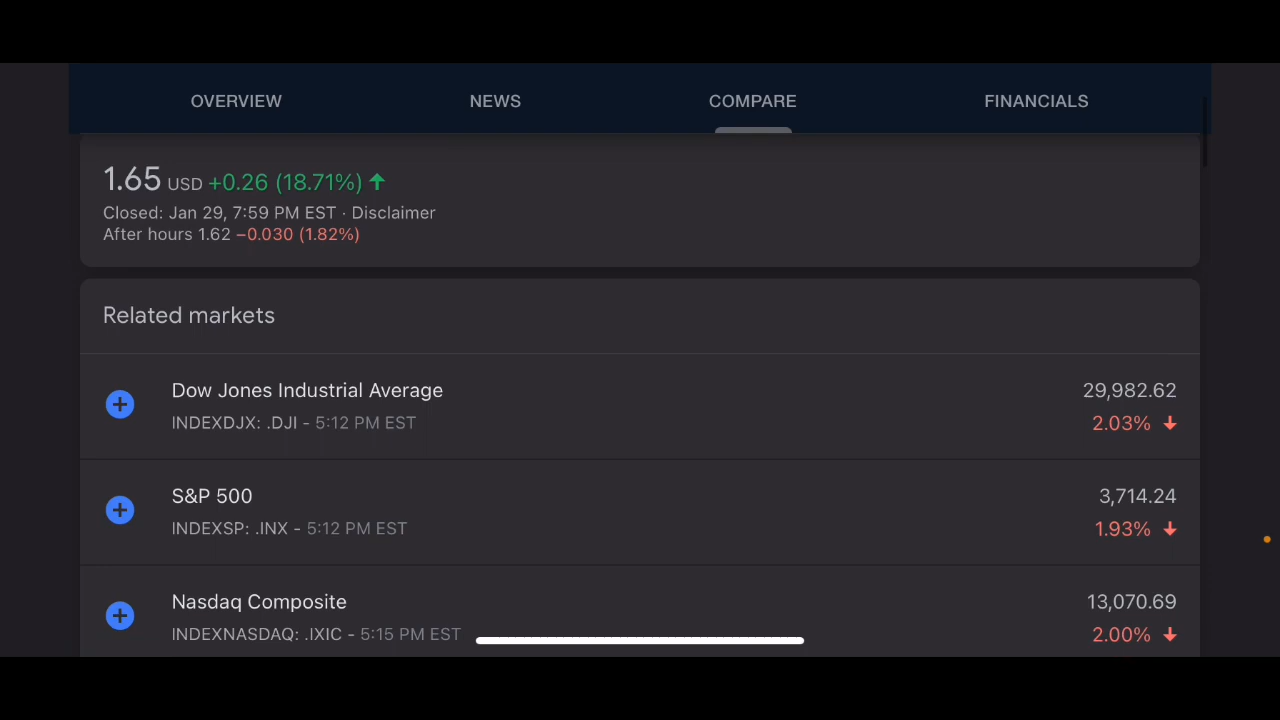 OVERVIEW NEWS COMPARE FINANCIALS
1.65 USD +0.26 (18.71%)
Closed: Jan 29, 7:59 PM EST · Disclaimer
After hours 1.62 −0.030 (1.82%)
Related markets
Dow Jones Industrial Average 29,982.62
INDEXDJX: .DJI - 5:12 PM EST 2.03%
S&P 500 3,714.24
INDEXSP: .INX - 5:12 PM EST 1.93%
Nasdaq Composite 13,070.69
INDEXNASDAQ: .IXIC - 5:15 PM EST 2.00%